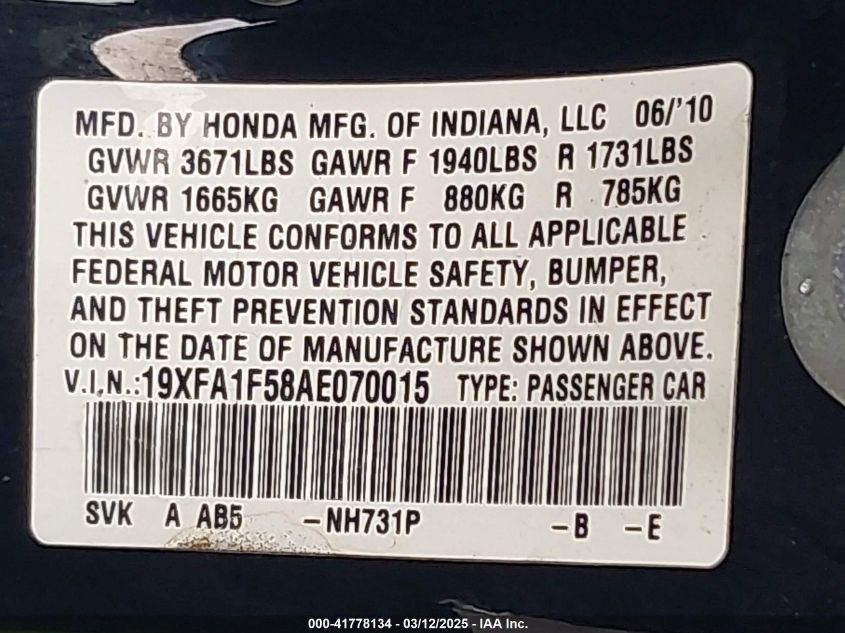 MFD. BY HONDA MFG. OF INDIANA, LLC 06/'10
GVWR 3671LBS GAWR F 1940LBS R 1731LBS
GVWR 1665KG GAWR F 880KG R 785KG
THIS VEHICLE CONFORMS TO ALL APPLICABLE
FEDERAL MOTOR VEHICLE SAFETY, BUMPER,
AND THEFT PREVENTION STANDARDS IN EFFECT
ON THE DATE OF MANUFACTURE SHOWN ABOVE.
V.I.N.:19XFA1F58AE070015 TYPE: PASSENGER CAR
SVK A AB5 -NH731P -B -E
000-41778134 - 03/12/2025 - IAA Inc.